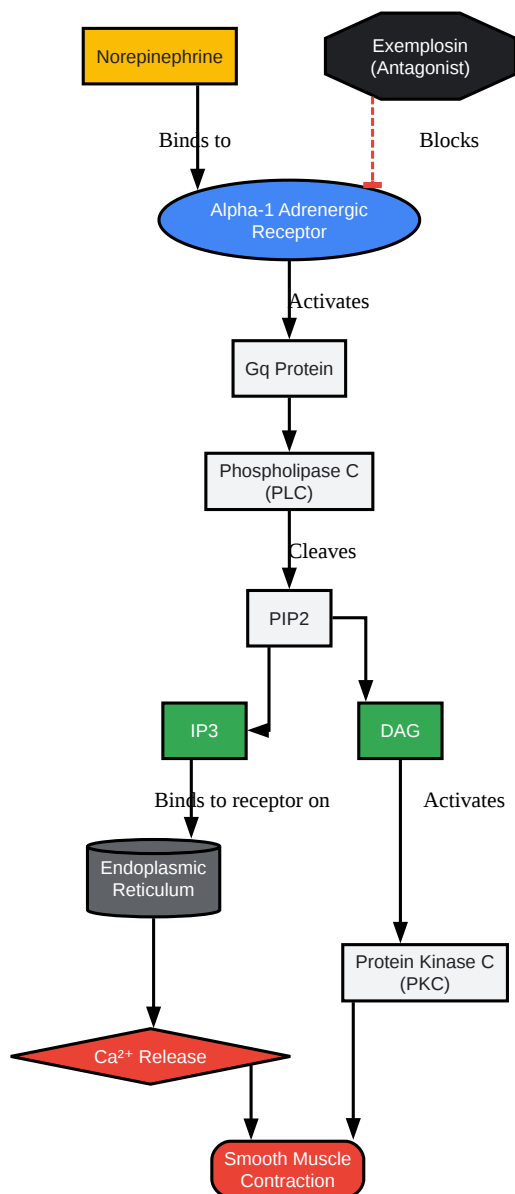 Norepinephrine
Exemplosin
(Antagonist)
Binds to
Blocks
Alpha-1 Adrenergic
Receptor
Activates
Gq Protein
Phospholipase C
(PLC)
Cleaves
PIP2
IP3
DAG
Binds to receptor on
Activates
Endoplasmic
Reticulum
Protein Kinase C
(PKC)
Ca²⁺ Release
Smooth Muscle
Contraction